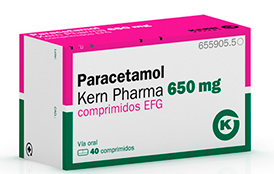 655905.5
Paracetamol
Kern Pharma 650 mg
comprimidos EFG
Vía oral
40 comprimidos
K